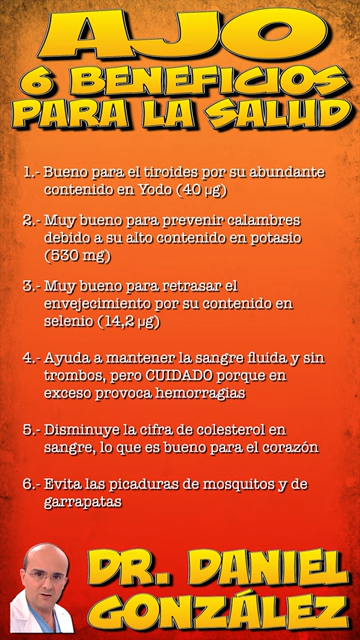 AJO
6 BENEFICIOS
PARA LA SALUD
1.- Bueno para el tiroides por su abundante
contenido en Yodo (40 µg)
2.- Muy bueno para prevenir calambres
debido a su alto contenido en potasio
(530 mg)
3.- Muy bueno para retrasar el
envejecimiento por su contenido en
selenio (14,2 µg)
4.- Ayuda a mantener la sangre fluida y sin
trombos, pero CUIDADO porque en
exceso provoca hemorragias
5.- Disminuye la cifra de colesterol en
sangre, lo que es bueno para el corazón
6.- Evita las picaduras de mosquitos y de
garrapatas
DR. DANIEL
GONZÁLEZ